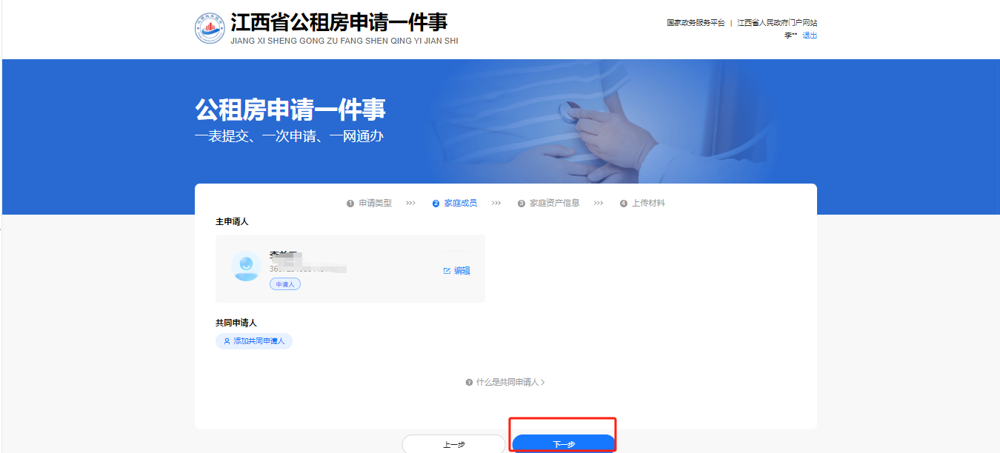 江西省公租房申请一件事
JIANG XI SHENG GONG ZU FANG SHEN QING YI JIAN SHI
国家政务服务平台 | 江西省人民政府门户网站
李** 退出
公租房申请一件事
一表提交、一次申请、一网通办
1 申请类型 >>> 2 家庭成员 >>> 3 家庭资产信息 >>> 4 上传材料
主申请人
编辑
申请人
共同申请人
添加共同申请人
? 什么是共同申请人 >
上一步 下一步